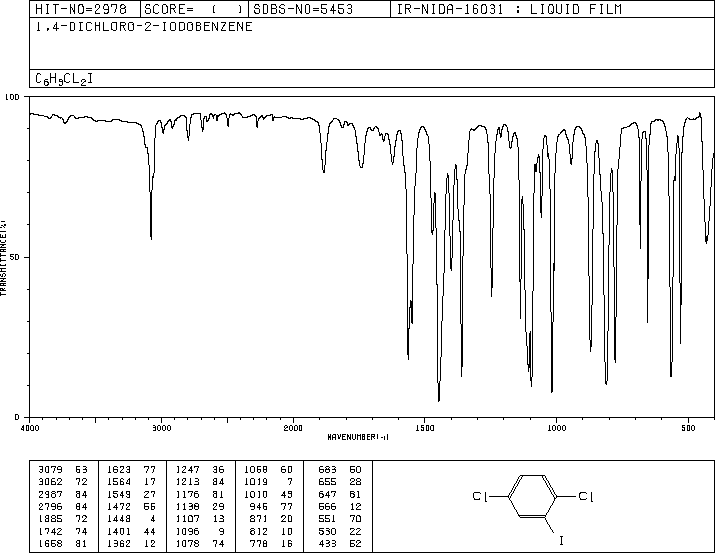 HIT-NO=2978 SCORE= ( ) SDBS-NO=5453 IR-NIDA-16031 : LIQUID FILM
1,4-DICHLORO-2-IODOBENZENE
C6H3CL2I
100
50
0
TRANSMITTANCE(%)
4000 3000 2000 1500 1000 500
WAVENUMBER(-1)
3079 53 1623 77 1247 36 1068 60 683 50
3062 72 1564 17 1213 84 1019 7 655 28
2987 84 1549 27 1176 81 1010 49 647 81
2796 84 1472 55 1138 29 946 77 566 12
1885 72 1448 4 1107 13 871 20 551 70
1742 74 1401 44 1096 9 812 10 530 22
1658 81 1362 12 1078 74 778 16 433 52
Cl
Cl
I